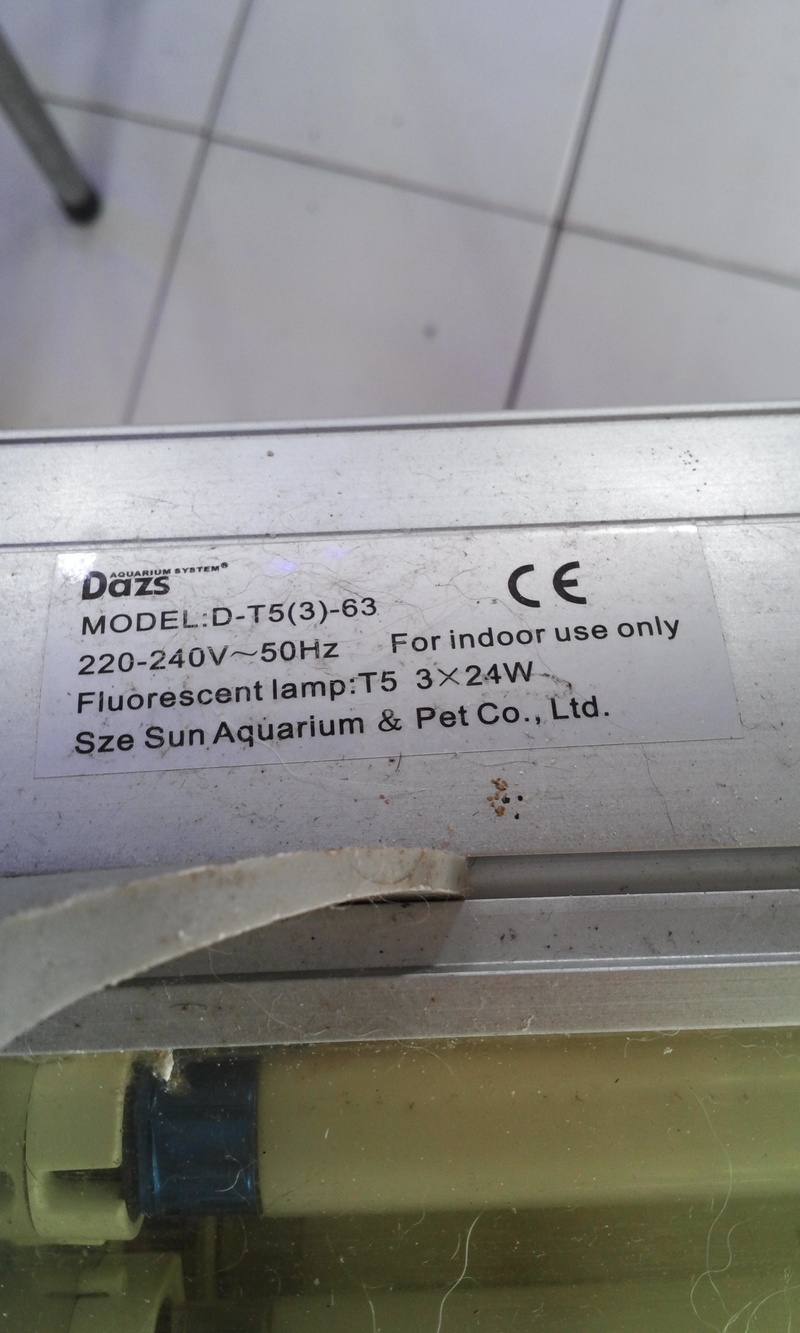 AQUARIUM SYSTEM®
Dazs
CE
MODEL:D-T5(3)-63
220-240V~50Hz For indoor use only
Fluorescent lamp:T5 3×24W
Sze Sun Aquarium & Pet Co., Ltd.